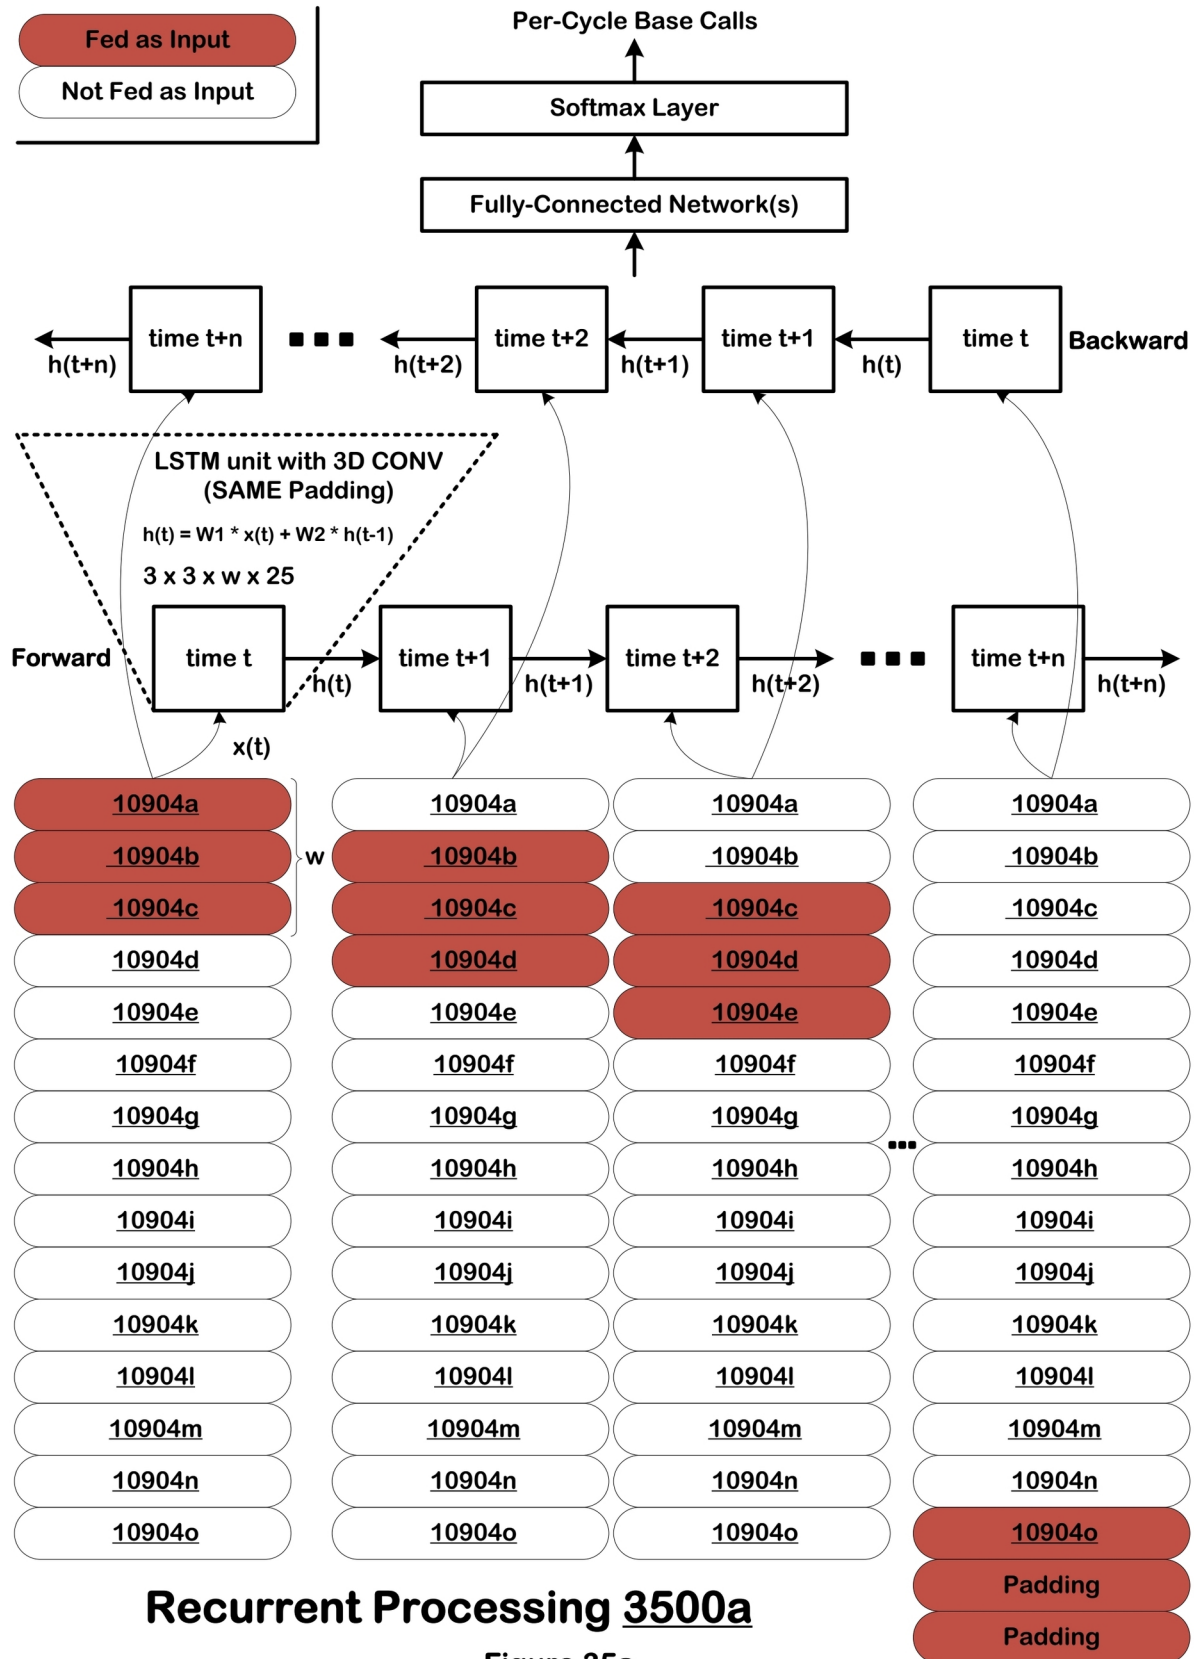 Fed as Input
Not Fed as Input
Per-Cycle Base Calls
Softmax Layer
Fully-Connected Network(s)
time t+n
time t+2
time t+1
time t
Backward
h(t+n)
h(t+2)
h(t+1)
h(t)
LSTM unit with 3D CONV
(SAME Padding)
h(t) = W1 * x(t) + W2 * h(t-1)
3 x 3 x w x 25
Forward
time t
time t+1
time t+2
time t+n
h(t)
h(t+1)
h(t+2)
h(t+n)
x(t)
10904a
10904b
10904c
10904d
10904e
10904f
10904g
10904h
10904i
10904j
10904k
10904l
10904m
10904n
10904o
w
10904a
10904b
10904c
10904d
10904e
10904f
10904g
10904h
10904i
10904j
10904k
10904l
10904m
10904n
10904o
10904a
10904b
10904c
10904d
10904e
10904f
10904g
10904h
10904i
10904j
10904k
10904l
10904m
10904n
10904o
10904a
10904b
10904c
10904d
10904e
10904f
10904g
10904h
10904i
10904j
10904k
10904l
10904m
10904n
10904o
Padding
Padding
Recurrent Processing 3500a